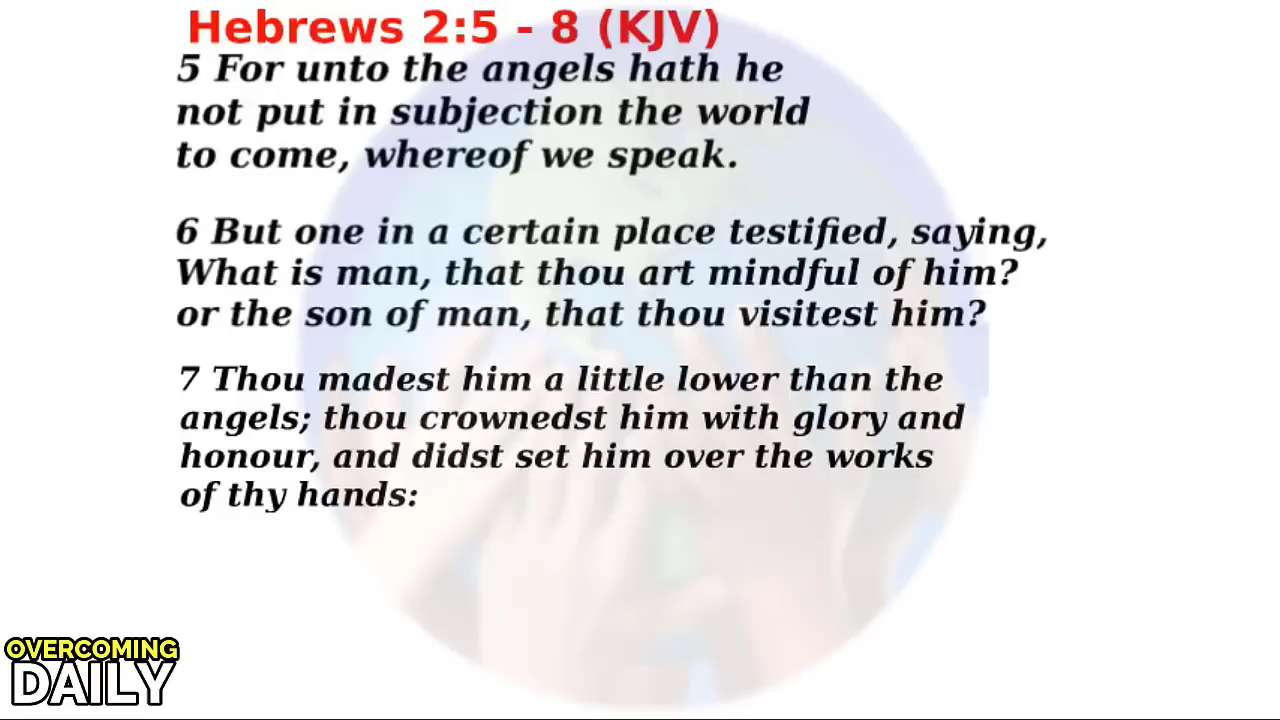 Hebrews 2:5 - 8 (KJV)
5 For unto the angels hath he
not put in subjection the world
to come, whereof we speak.
6 But one in a certain place testified, saying,
What is man, that thou art mindful of him?
or the son of man, that thou visitest him?
7 Thou madest him a little lower than the
angels; thou crownedst him with glory and
honour, and didst set him over the works
of thy hands:
OVERCOMING
DAILY